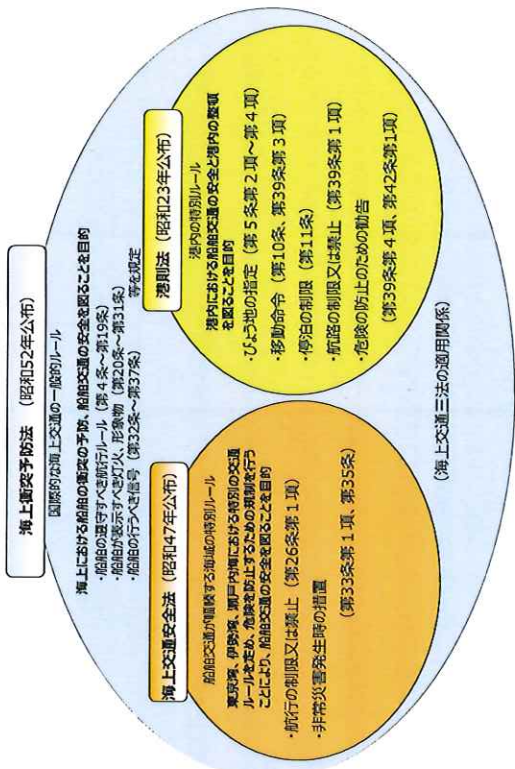 海上衝突予防法（昭和52年公布）
国際的な海上交通の一般的ルール
海上における船舶の衝突の予防、船舶交通の安全を図ることを目的
・船舶の遵守すべき航行ルール（第４条～第19条）
・船舶が表示すべき灯火、形象物（第20条～第31条）
・船舶の行うべき信号（第32条～第37条）
等を規定
海上交通安全法（昭和47年公布）
船舶交通が輻輳する海域の特別ルール
東京湾、伊勢湾、瀬戸内海における特別の交通
ルールを定め、危険を防止するための規制を行う
ことにより、船舶交通の安全を図ることを目的
・航行の制限又は禁止（第26条第１項）
・非常災害発生時の措置
（第33条第１項、第35条）
港則法（昭和23年公布）
港内の特別ルール
港内における船舶交通の安全と港内の整頓
を図ることを目的
・びょう地の指定（第５条第２項～第４項）
・移動命令（第10条、第39条第３項）
・停泊の制限（第11条）
・航路の制限又は禁止（第39条第１項）
・危険の防止のための勧告
（第39条第４項、第42条第1項）
（海上交通三法の適用関係）